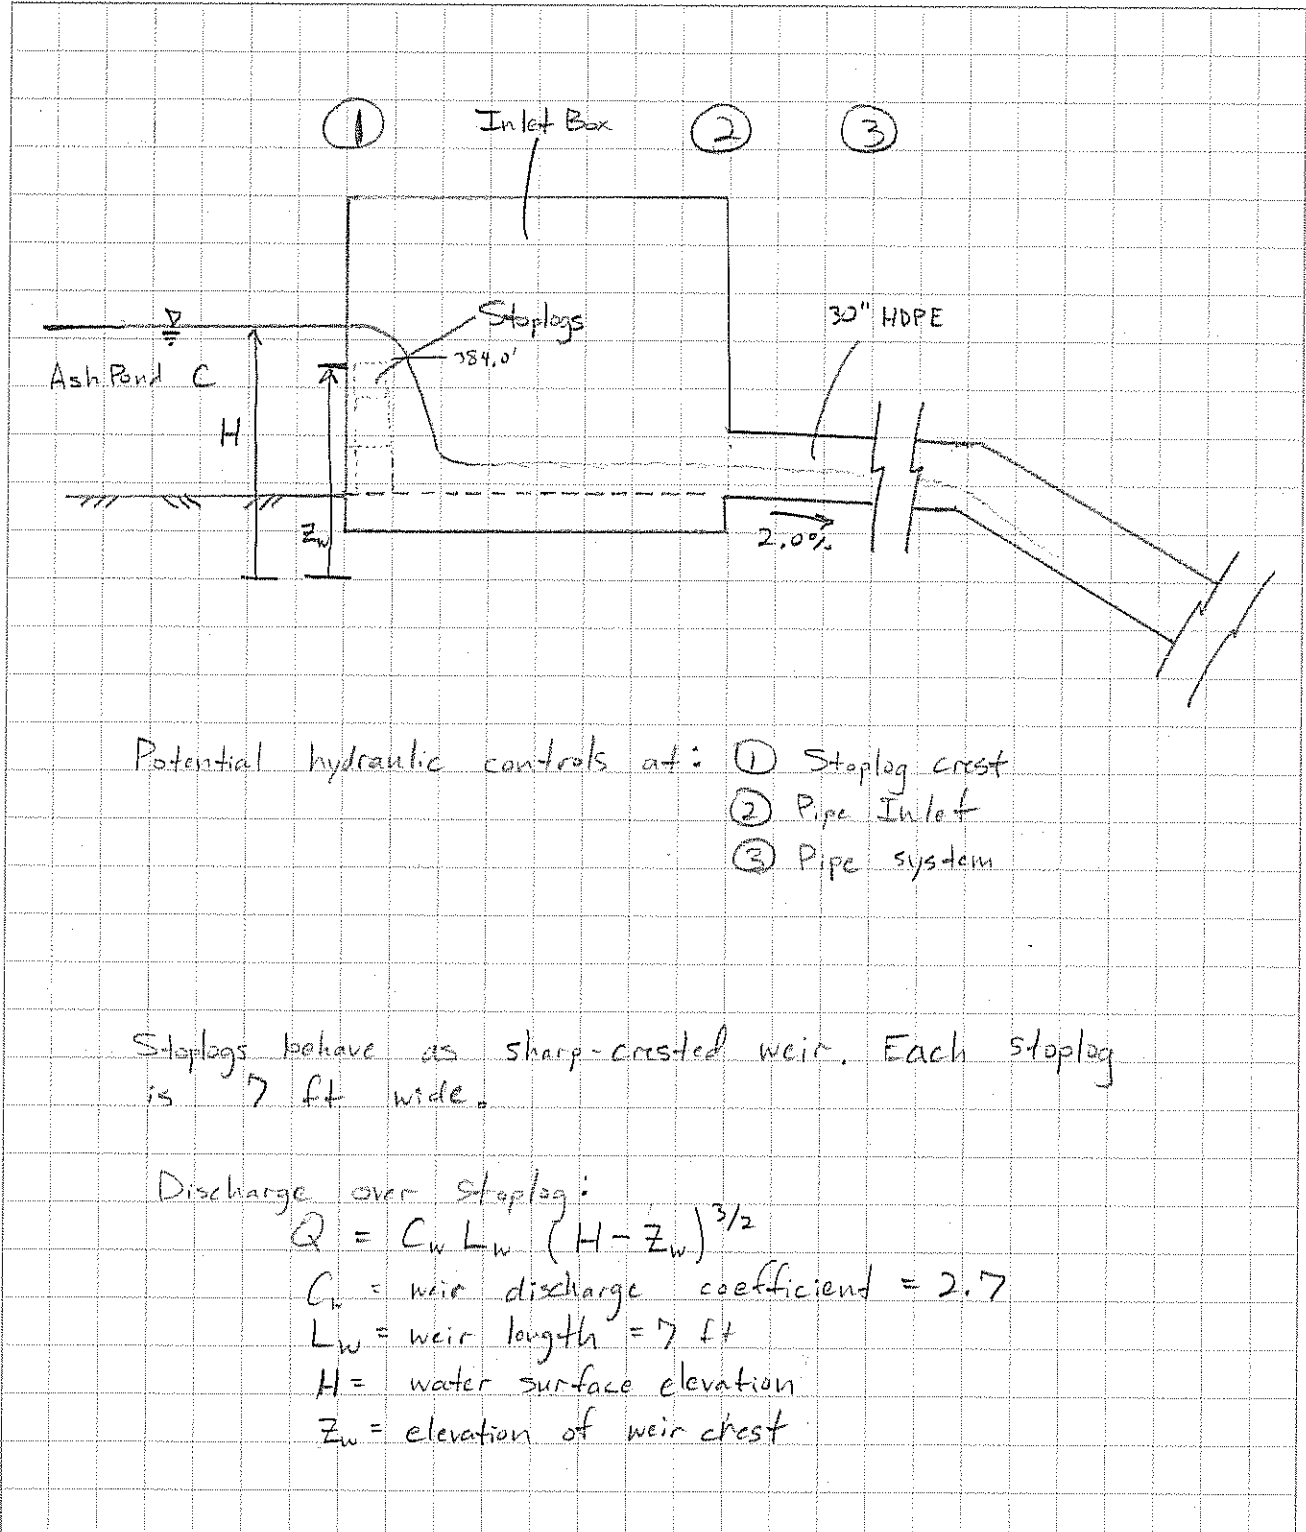 ① Inlet Box ② ③
Stoplogs
30" HDPE
384.0'
Ash Pond C
H
Zw
2.0%
Potential hydraulic controls at: ① Stoplog crest
② Pipe Inlet
③ Pipe system
Stoplogs behave as sharp-crested weir. Each stoplog
is 7 ft wide.
Discharge over stoplog:
Q = Cw Lw (H - Zw)^3/2
Cw = weir discharge coefficient = 2.7
Lw = weir length = 7 ft
H = water surface elevation
Zw = elevation of weir crest